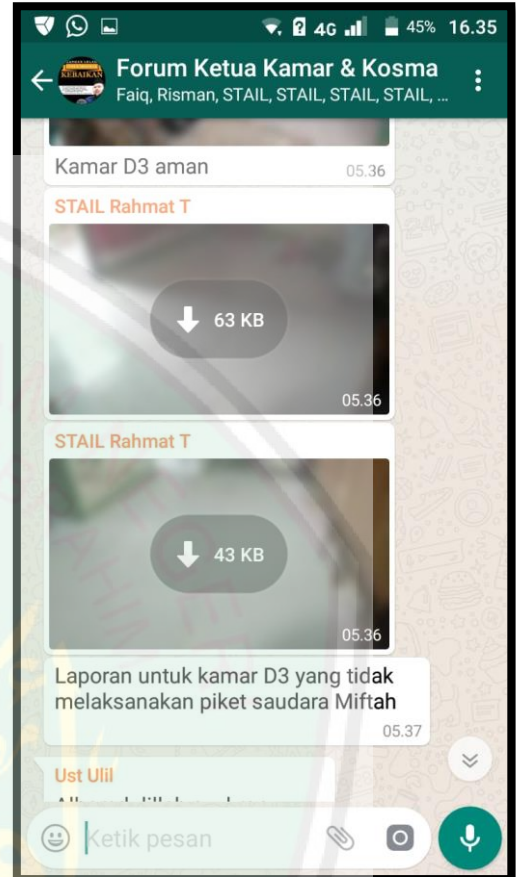 4G 45% 16.35
KEBAIKAN
Forum Ketua Kamar & Kosma
Faiq, Risman, STAIL, STAIL, STAIL, STAIL, ...
Kamar D3 aman
05.36
STAIL Rahmat T
63 KB
05.36
STAIL Rahmat T
43 KB
05.36
Laporan untuk kamar D3 yang tidak
melaksanakan piket saudara Miftah
05.37
Ust Ulil
Ketik pesan